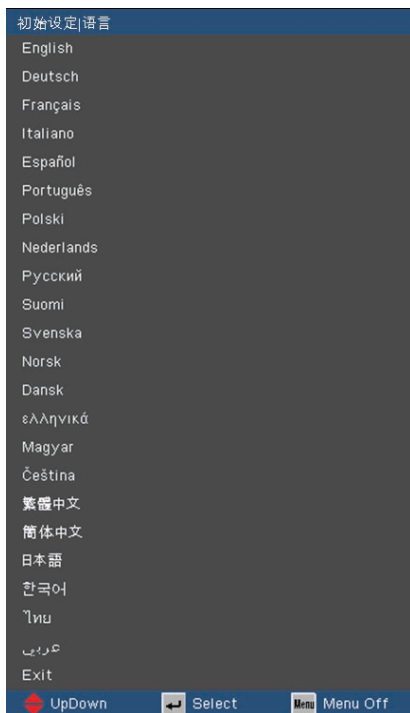 初始设定|语言
English
Deutsch
Français
Italiano
Español
Português
Polski
Nederlands
Русский
Suomi
Svenska
Norsk
Dansk
ελληνικά
Magyar
Čeština
繁體中文
简体中文
日本語
한국어
ไทย
عربي
Exit
UpDown Select Menu Menu Off